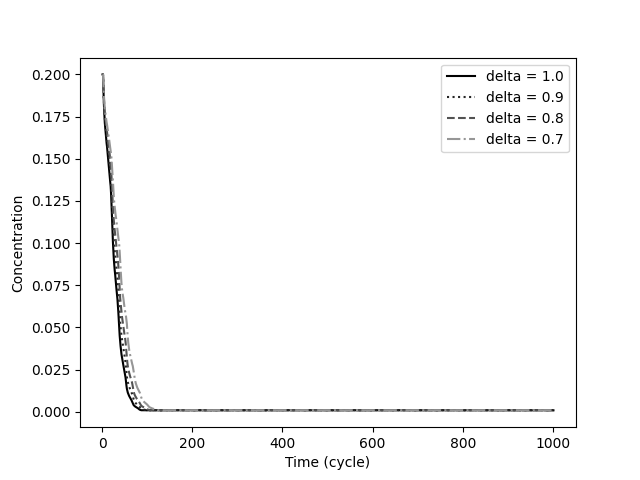 0.200
0.175
0.150
0.125
0.100
0.075
0.050
0.025
0.000
Concentration
0 200 400 600 800 1000
Time (cycle)
delta = 1.0
delta = 0.9
delta = 0.8
delta = 0.7